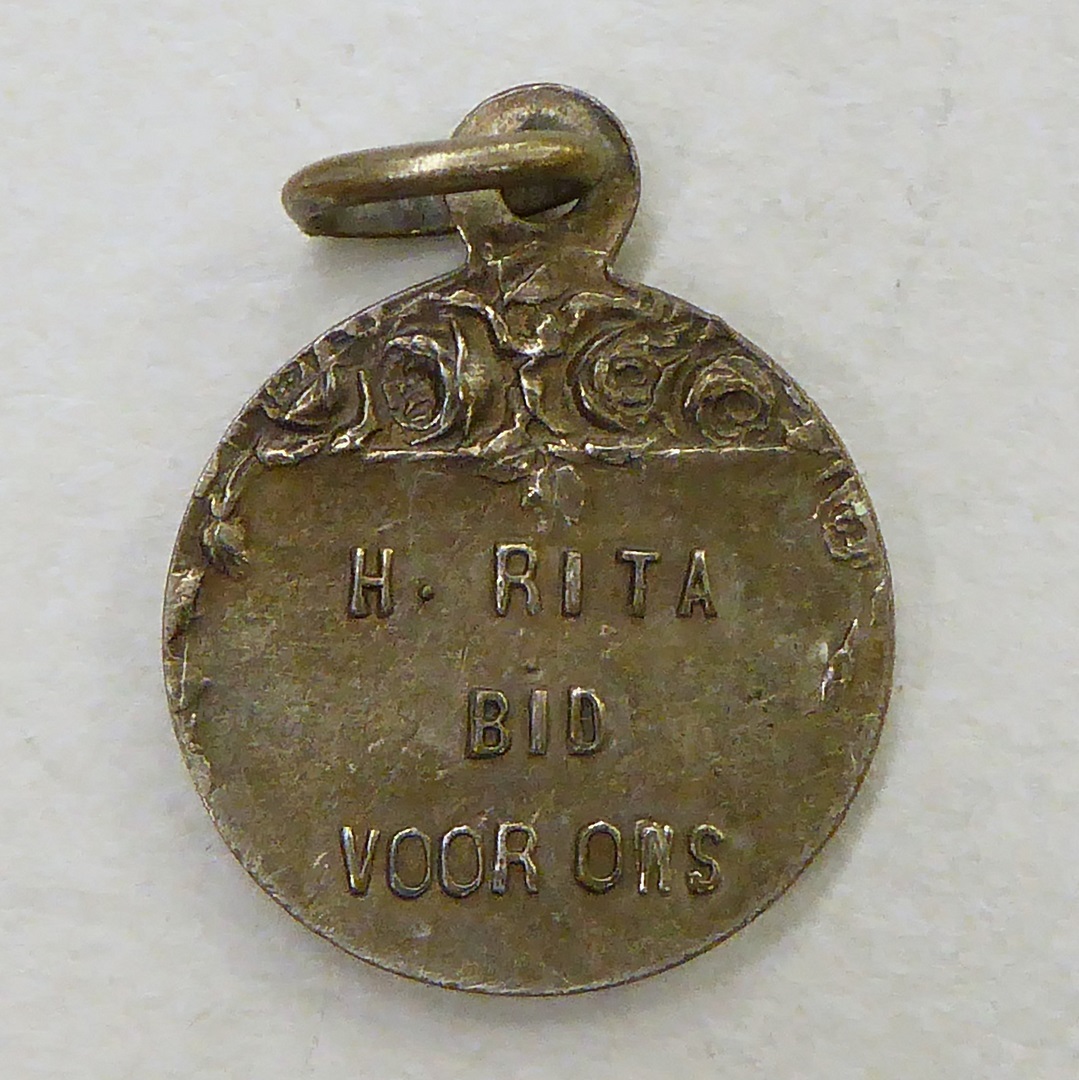 H. RITA
BID
VOOR ONS